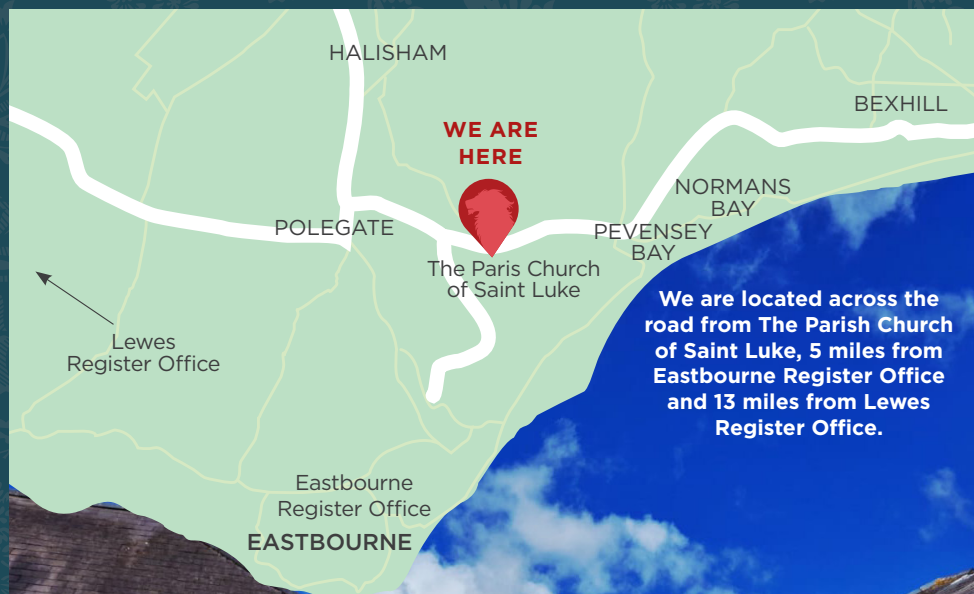 HALISHAM
BEXHILL
WE ARE
HERE
NORMANS
BAY
POLEGATE
PEVENSEY
BAY
The Paris Church
of Saint Luke
We are located across the
road from The Parish Church
of Saint Luke, 5 miles from
Eastbourne Register Office
and 13 miles from Lewes
Register Office.
Lewes
Register Office
Eastbourne
Register Office
EASTBOURNE